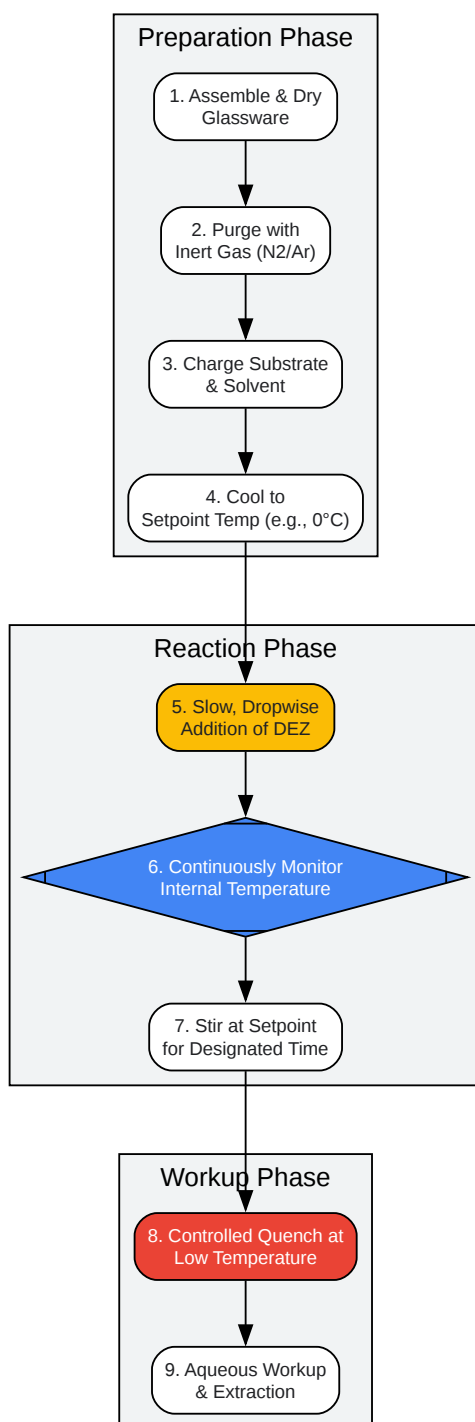 Preparation Phase
1. Assemble & Dry
Glassware
2. Purge with
Inert Gas (N2/Ar)
3. Charge Substrate
& Solvent
4. Cool to
Setpoint Temp (e.g., 0°C)
Reaction Phase
5. Slow, Dropwise
Addition of DEZ
6. Continuously Monitor
Internal Temperature
7. Stir at Setpoint
for Designated Time
Workup Phase
8. Controlled Quench at
Low Temperature
9. Aqueous Workup
& Extraction